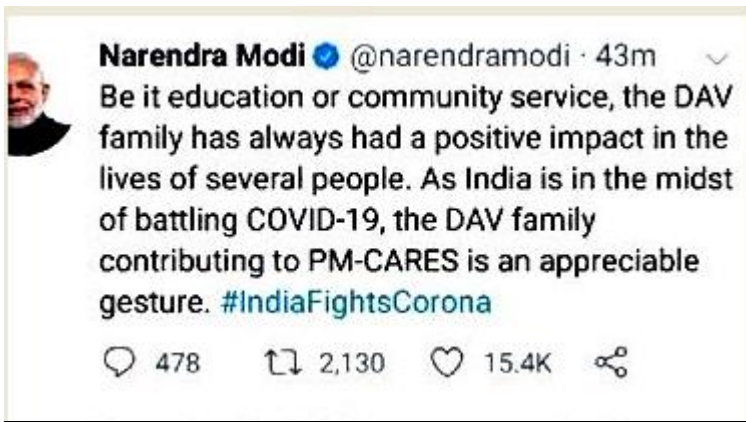 Narendra Modi @narendramodi · 43m
Be it education or community service, the DAV
family has always had a positive impact in the
lives of several people. As India is in the midst
of battling COVID-19, the DAV family
contributing to PM-CARES is an appreciable
gesture. #IndiaFightsCorona
478 2,130 15.4K